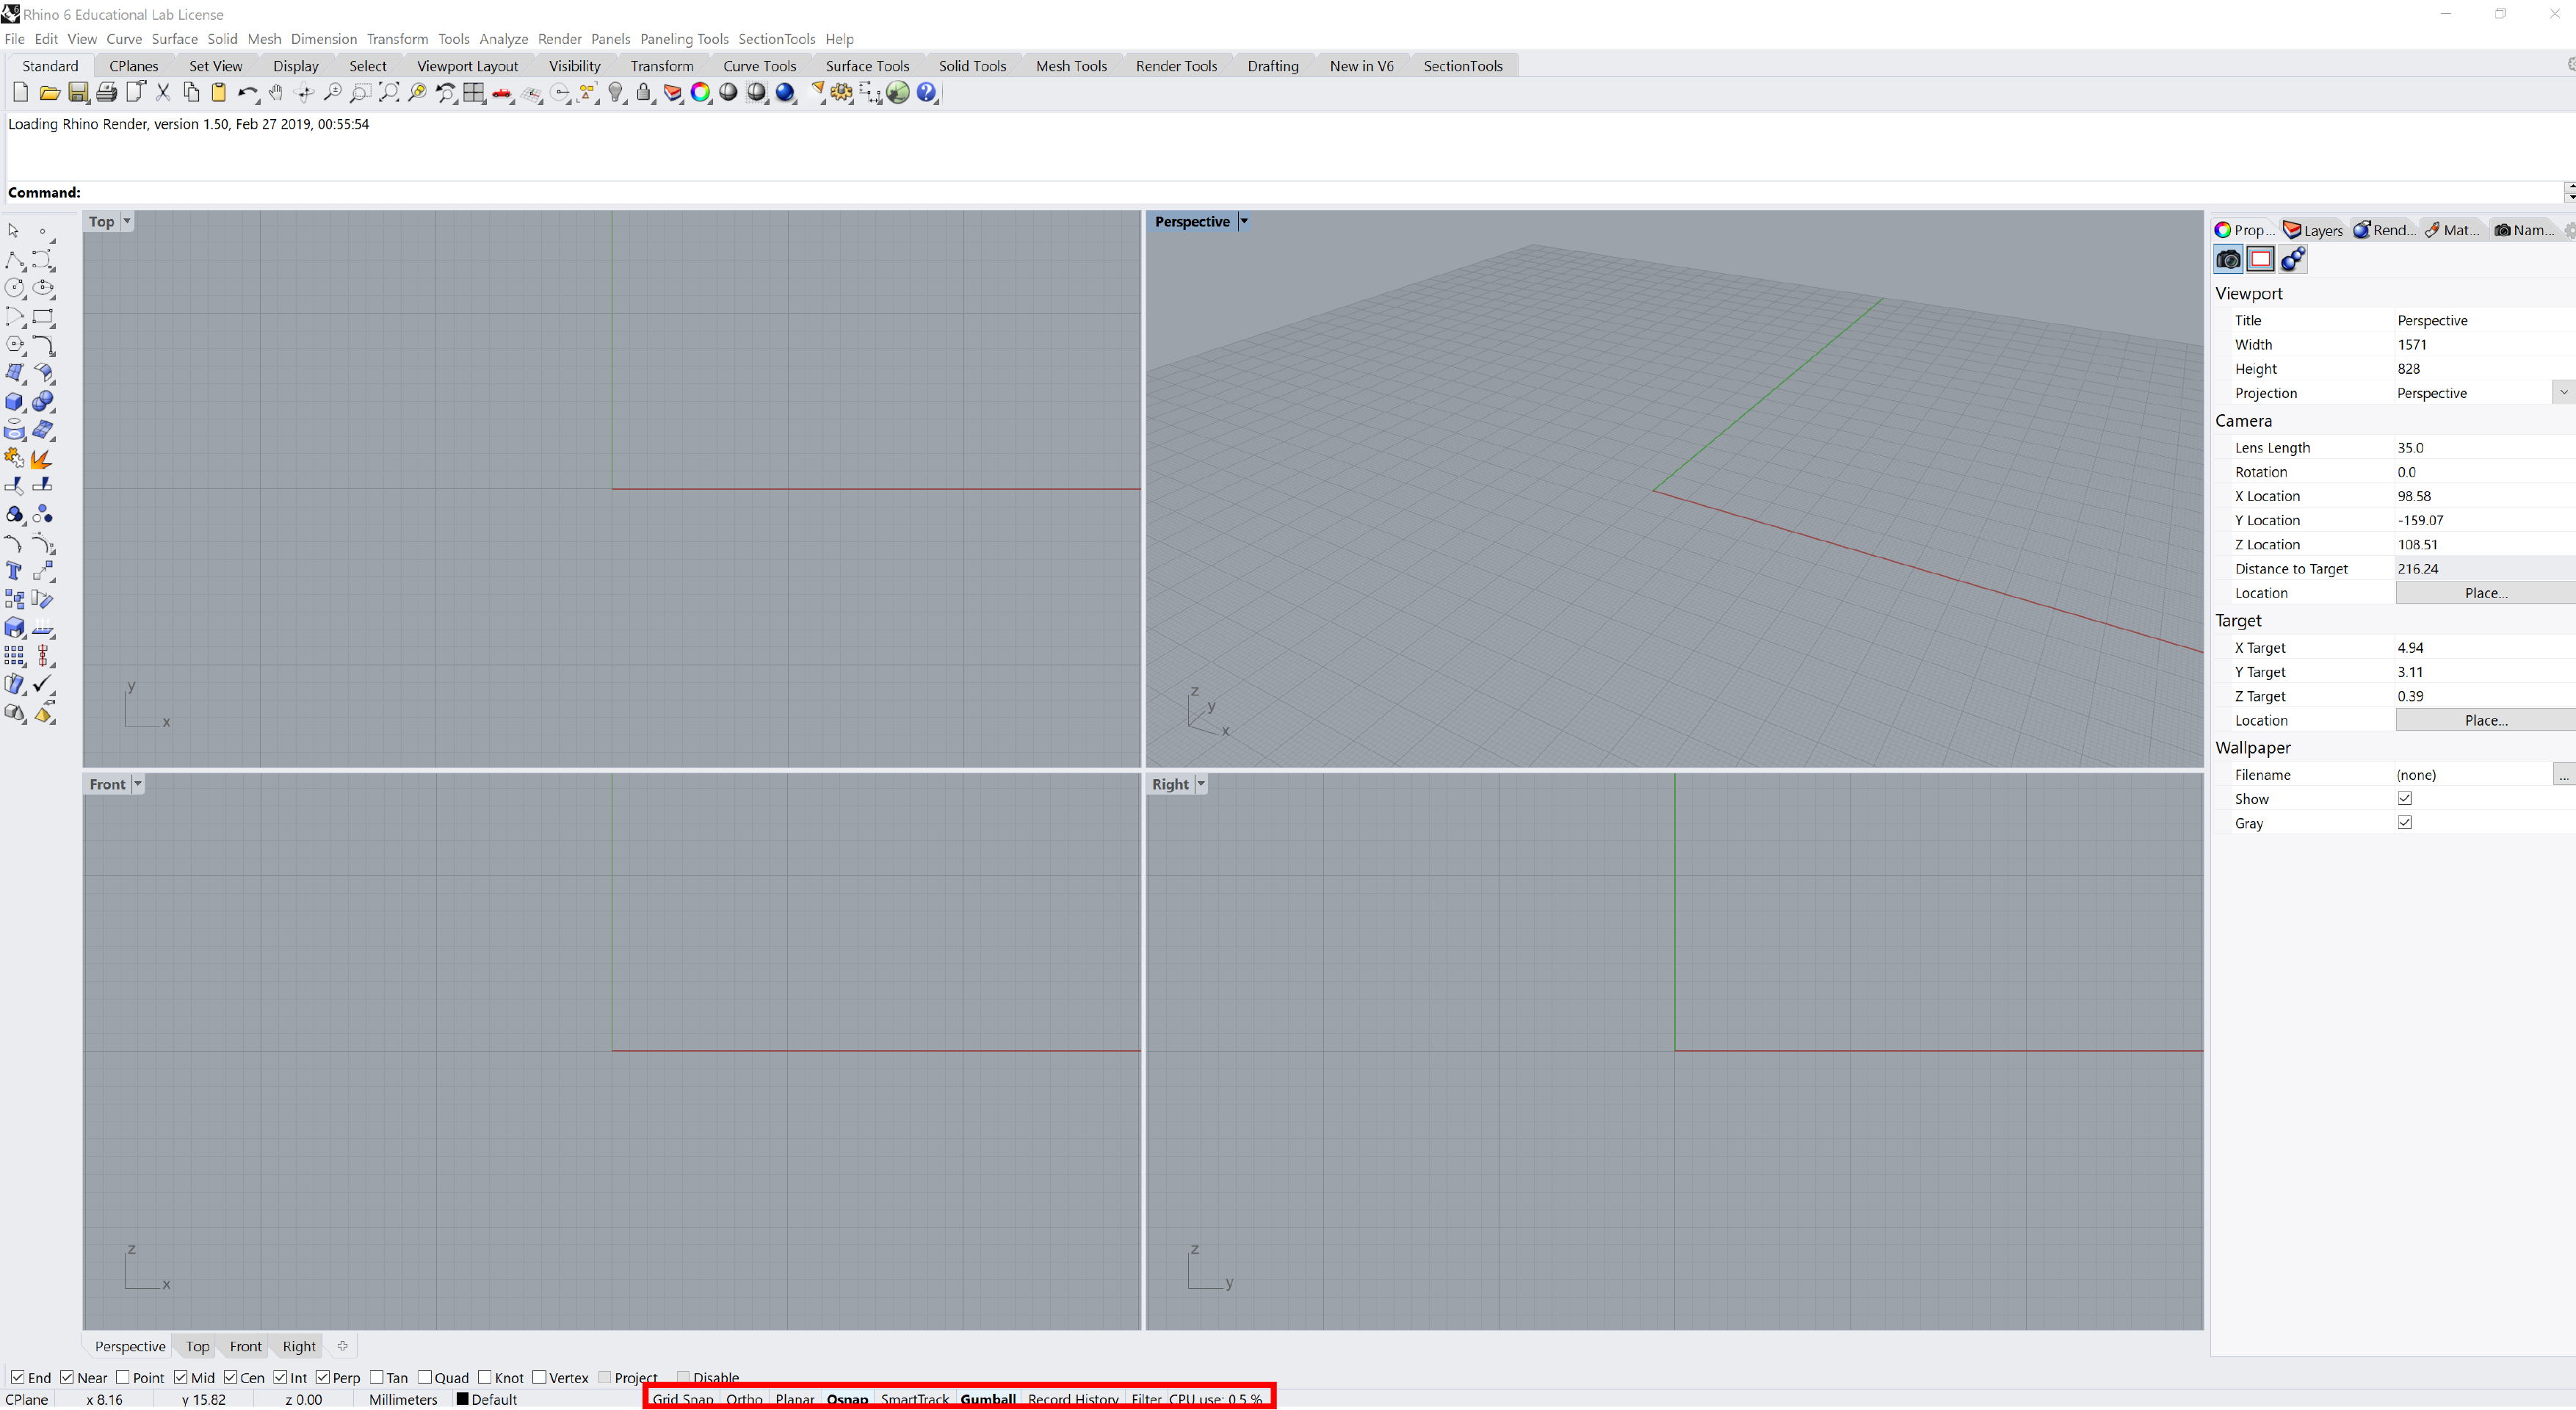 Rhino 6 Educational Lab License
File Edit View Curve Surface Solid Mesh Dimension Transform Tools Analyze Render Panels Paneling Tools SectionTools Help
Standard CPlanes Set View Display Select Viewport Layout Visibility Transform Curve Tools Surface Tools Solid Tools Mesh Tools Render Tools Drafting New in V6 SectionTools
Loading Rhino Render, version 1.50, Feb 27 2019, 00:55:54
Command:
Top
Perspective
Prop... Layers Rend... Mat... Nam...
Viewport
Title Perspective
Width 1571
Height 828
Projection Perspective
Camera
Lens Length 35.0
Rotation 0.0
X Location 98.58
Y Location -159.07
Z Location 108.51
Distance to Target 216.24
Location Place...
Target
X Target 4.94
Y Target 3.11
Z Target 0.39
Location Place...
Wallpaper
Filename (none) ...
Show
Gray
y
x
z
y
x
Front
Right
z
x
z
y
Perspective Top Front Right
End Near Point Mid Cen Int Perp Tan Quad Knot Vertex Project Disable
CPlane x 8.16 y 15.82 z 0.00 Millimeters Default Grid Snap Ortho Planar Osnap SmartTrack Gumball Record History Filter CPU use: 0.5 %